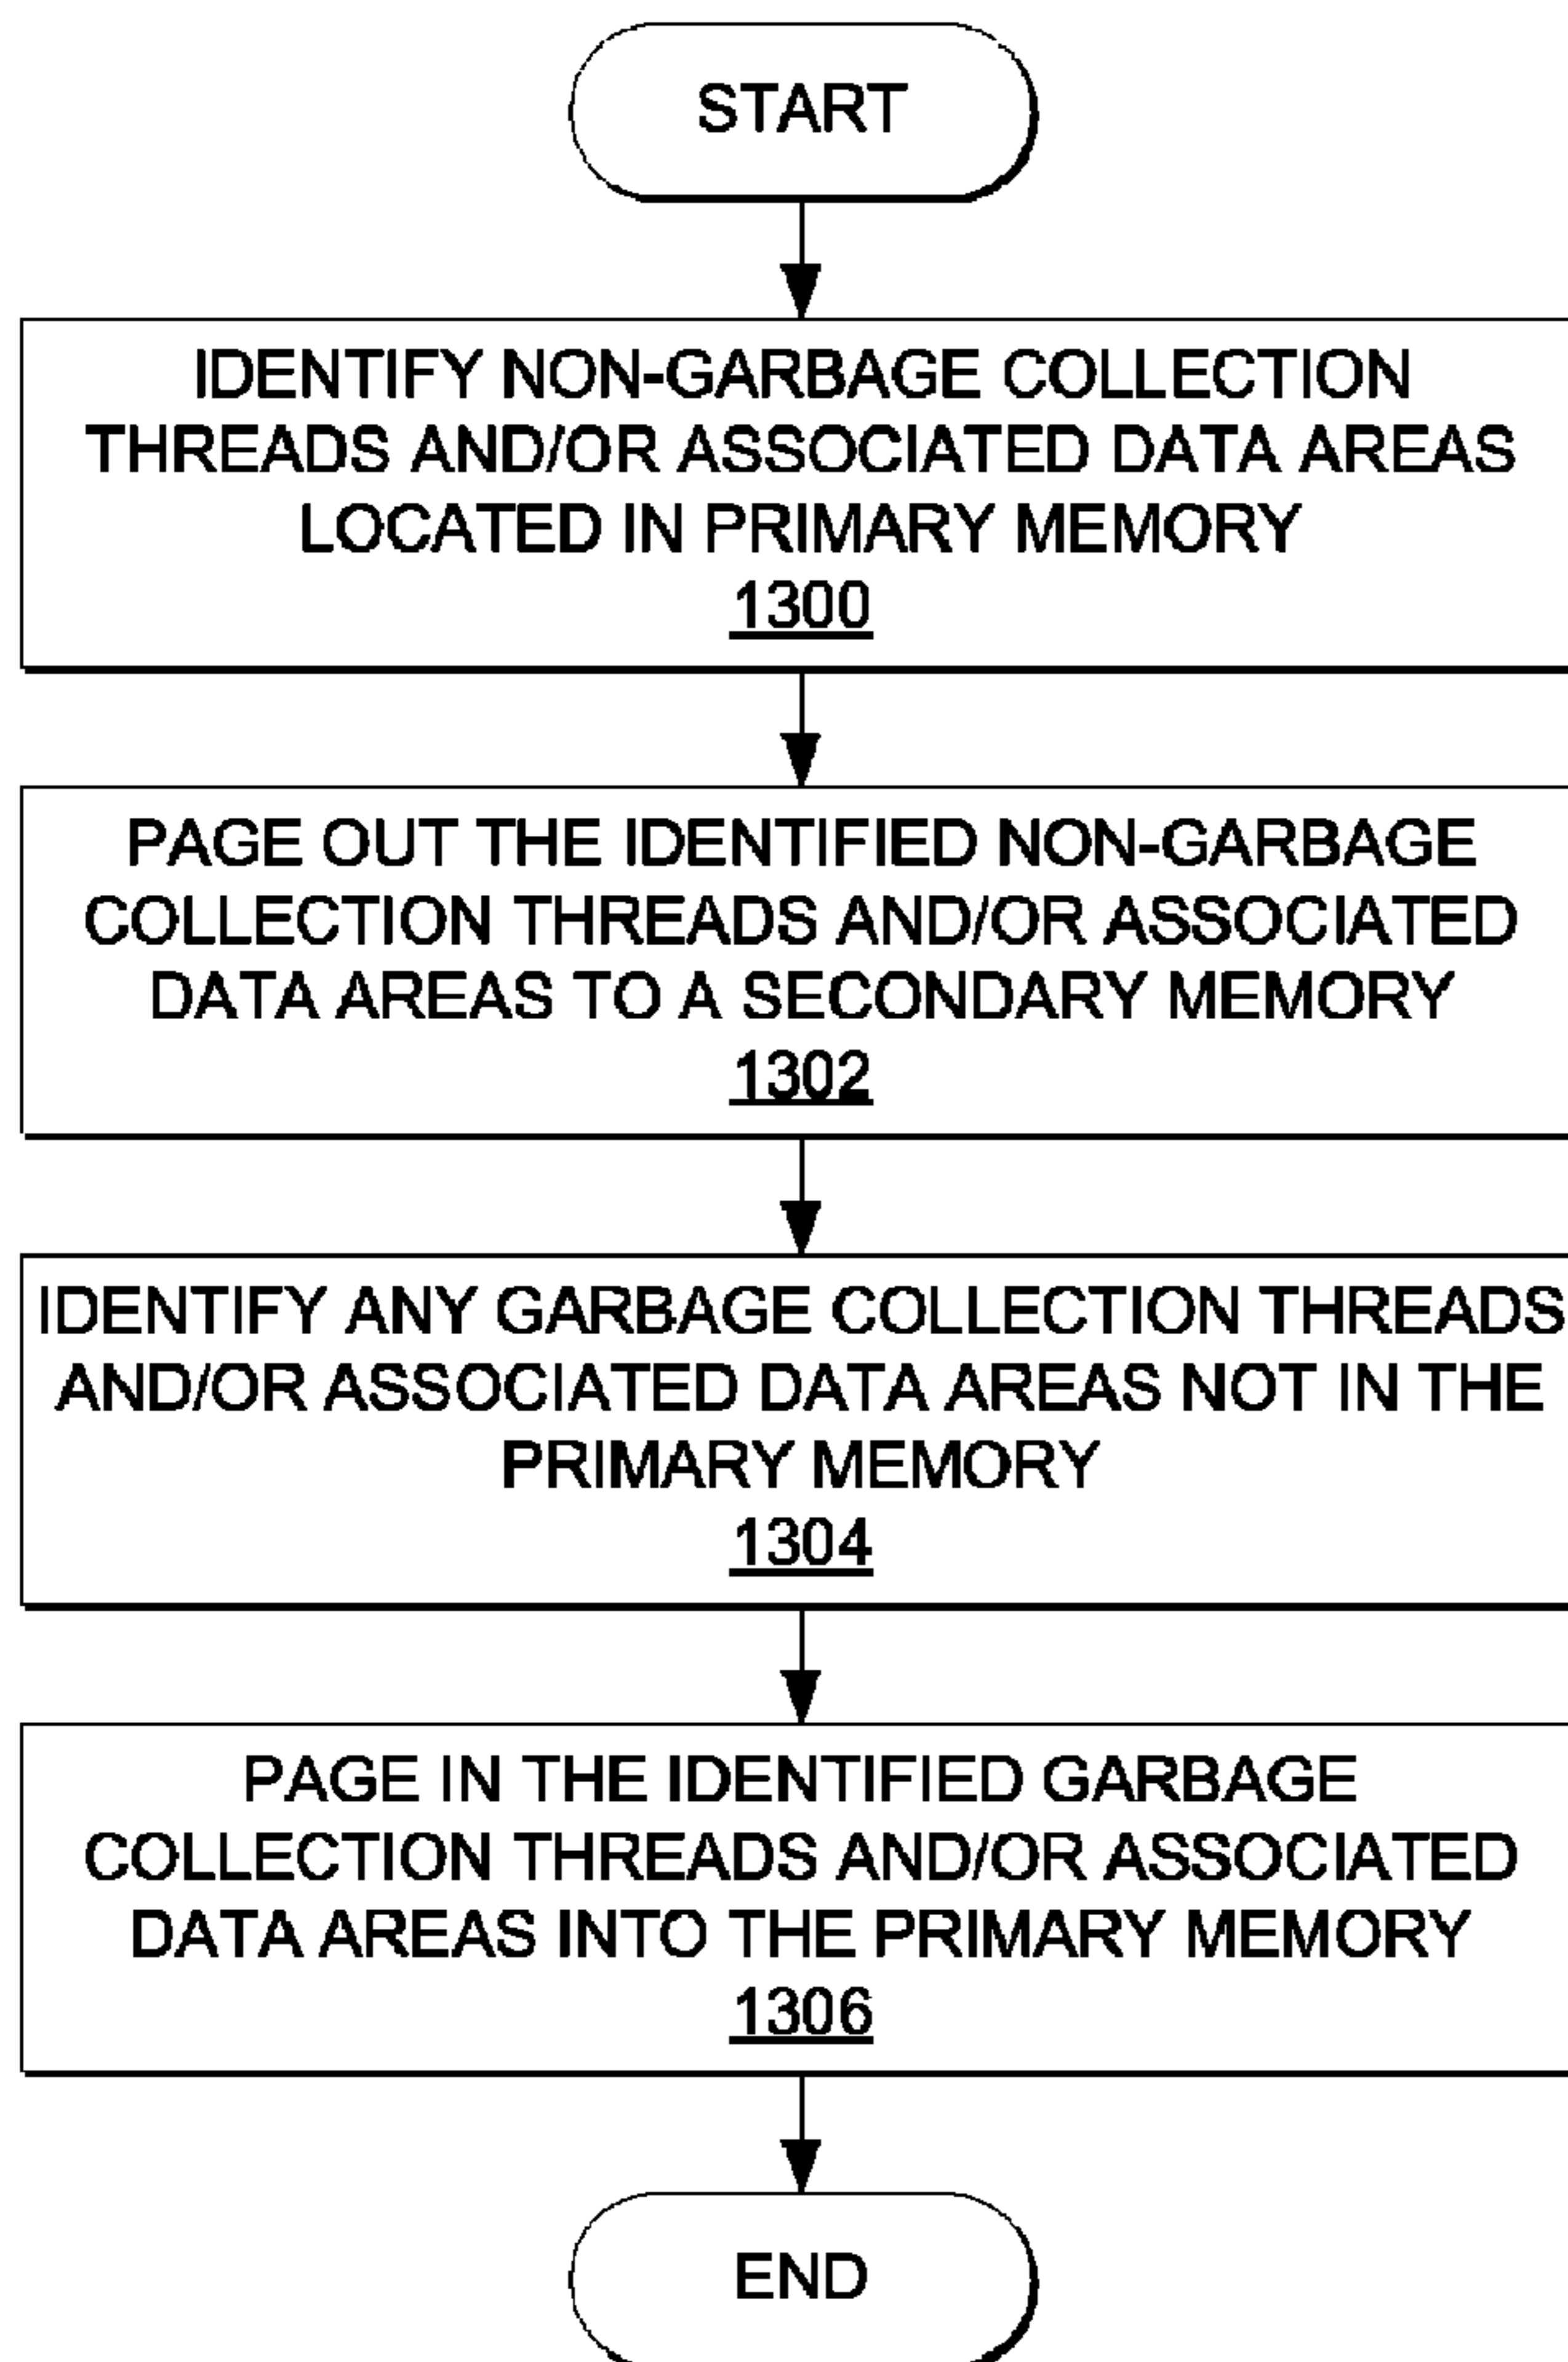 START
IDENTIFY NON-GARBAGE COLLECTION
THREADS AND/OR ASSOCIATED DATA AREAS
LOCATED IN PRIMARY MEMORY
1300
PAGE OUT THE IDENTIFIED NON-GARBAGE
COLLECTION THREADS AND/OR ASSOCIATED
DATA AREAS TO A SECONDARY MEMORY
1302
IDENTIFY ANY GARBAGE COLLECTION THREADS
AND/OR ASSOCIATED DATA AREAS NOT IN THE
PRIMARY MEMORY
1304
PAGE IN THE IDENTIFIED GARBAGE
COLLECTION THREADS AND/OR ASSOCIATED
DATA AREAS INTO THE PRIMARY MEMORY
1306
END